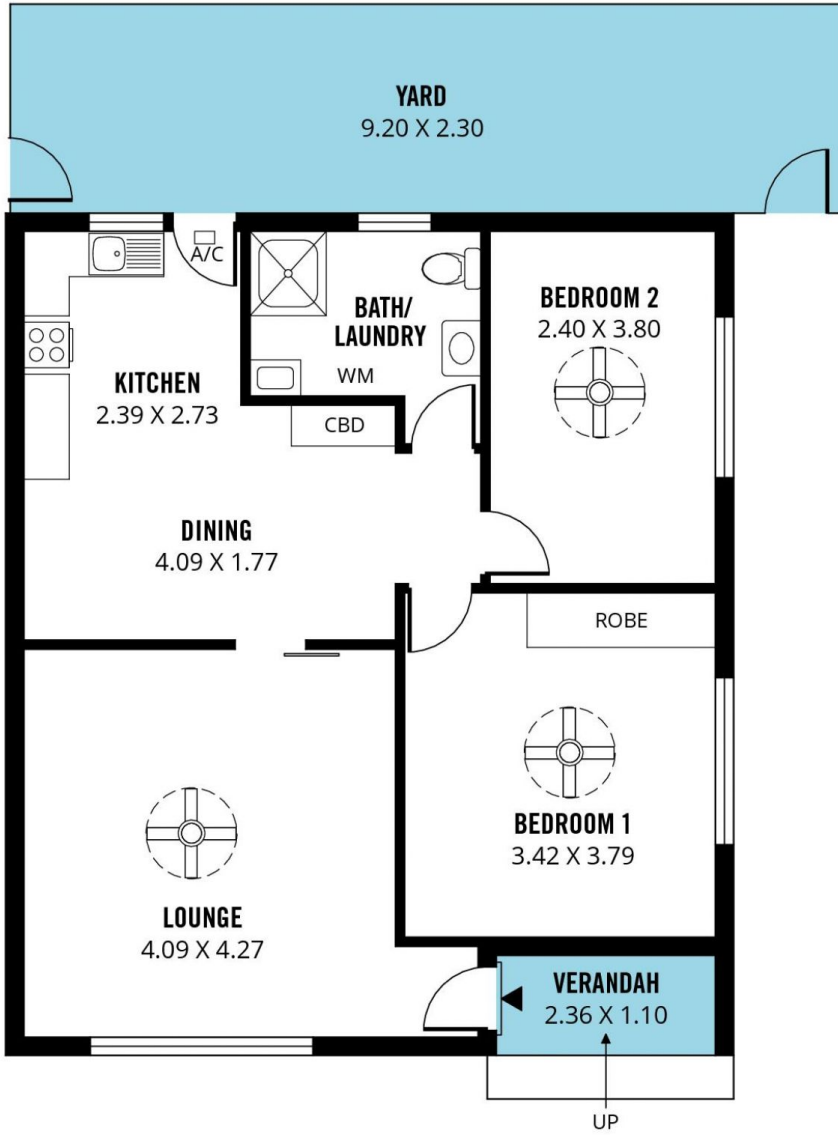 YARD
9.20 X 2.30
A/C
BATH/
LAUNDRY
WM
BEDROOM 2
2.40 X 3.80
KITCHEN
2.39 X 2.73
CBD
DINING
4.09 X 1.77
ROBE
BEDROOM 1
3.42 X 3.79
LOUNGE
4.09 X 4.27
VERANDAH
2.36 X 1.10
UP